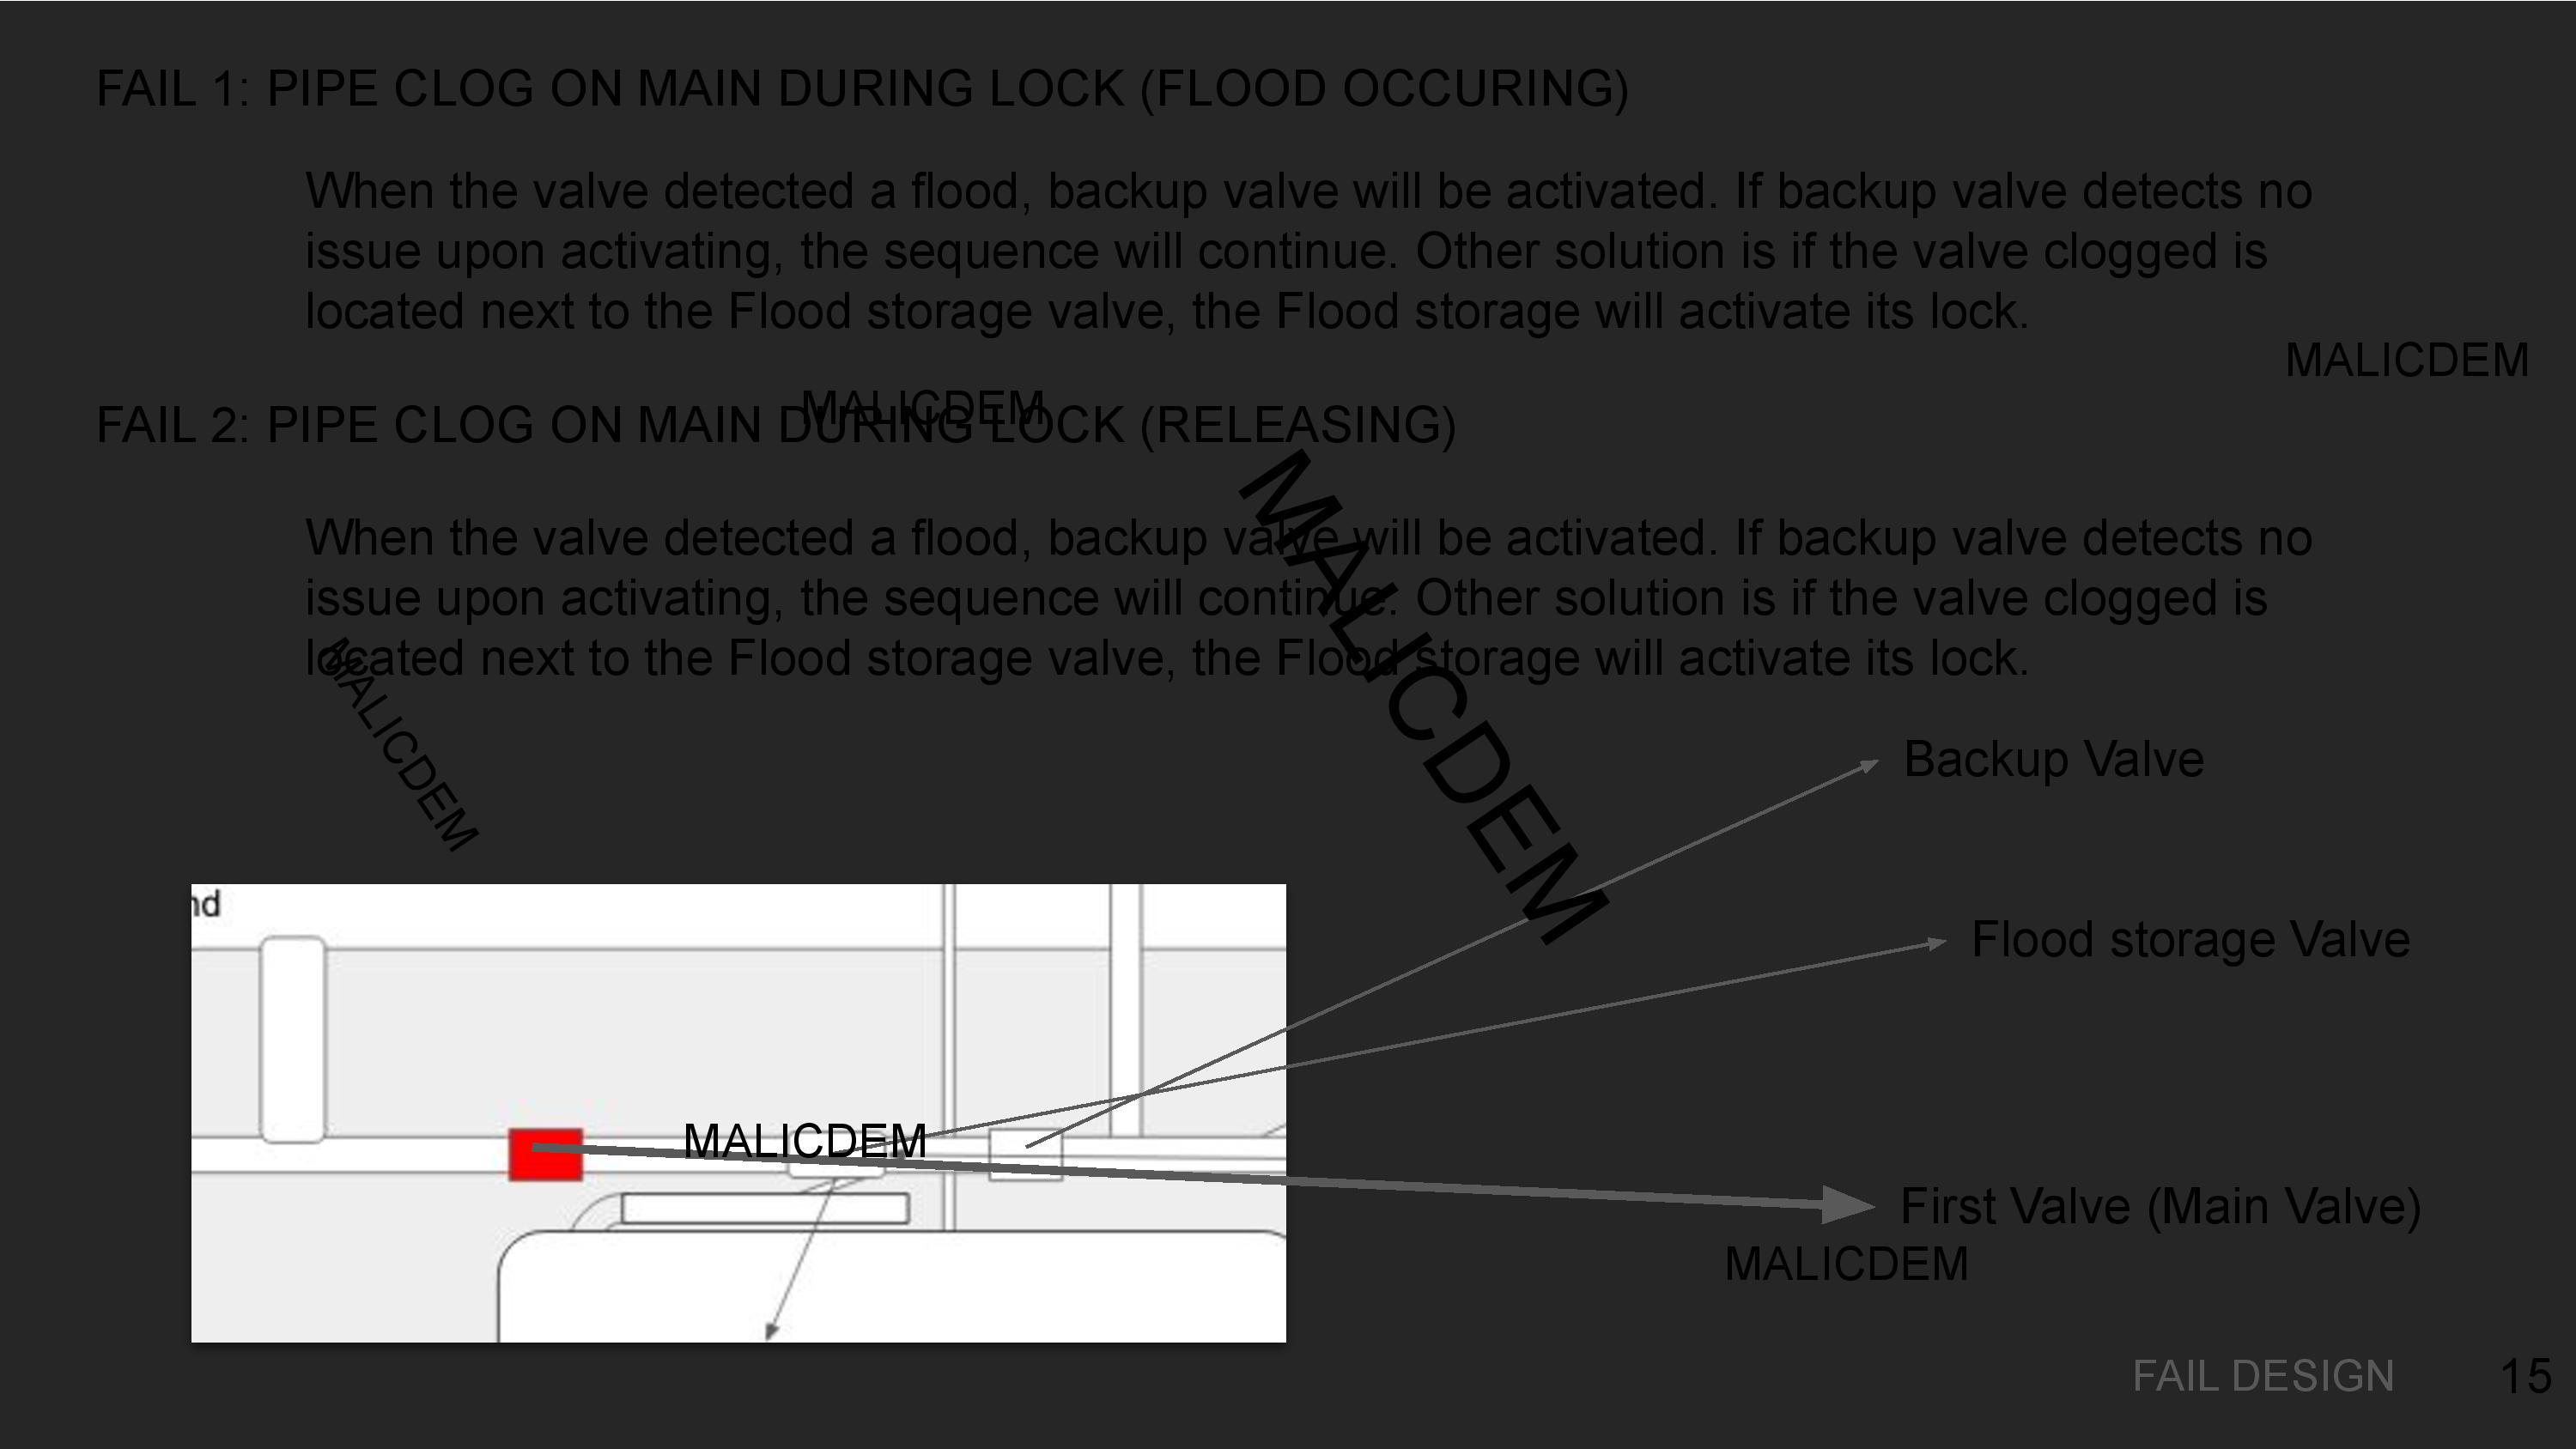 FAIL 1: PIPE CLOG ON MAIN DURING LOCK (FLOOD OCCURING)
When the valve detected a flood, backup valve will be activated. If backup valve detects no
issue upon activating, the sequence will continue. Other solution is if the valve clogged is
located next to the Flood storage valve, the Flood storage will activate its lock.
MALICDEM
MALICDEM
FAIL 2: PIPE CLOG ON MAIN DURING LOCK (RELEASING)
MALICDEM
When the valve detected a flood, backup valve will be activated. If backup valve detects no
issue upon activating, the sequence will continue. Other solution is if the valve clogged is
located next to the Flood storage valve, the Flood storage will activate its lock.
MALICDEM
Backup Valve
nd
Flood storage Valve
MALICDEM
First Valve (Main Valve)
MALICDEM
FAIL DESIGN
15